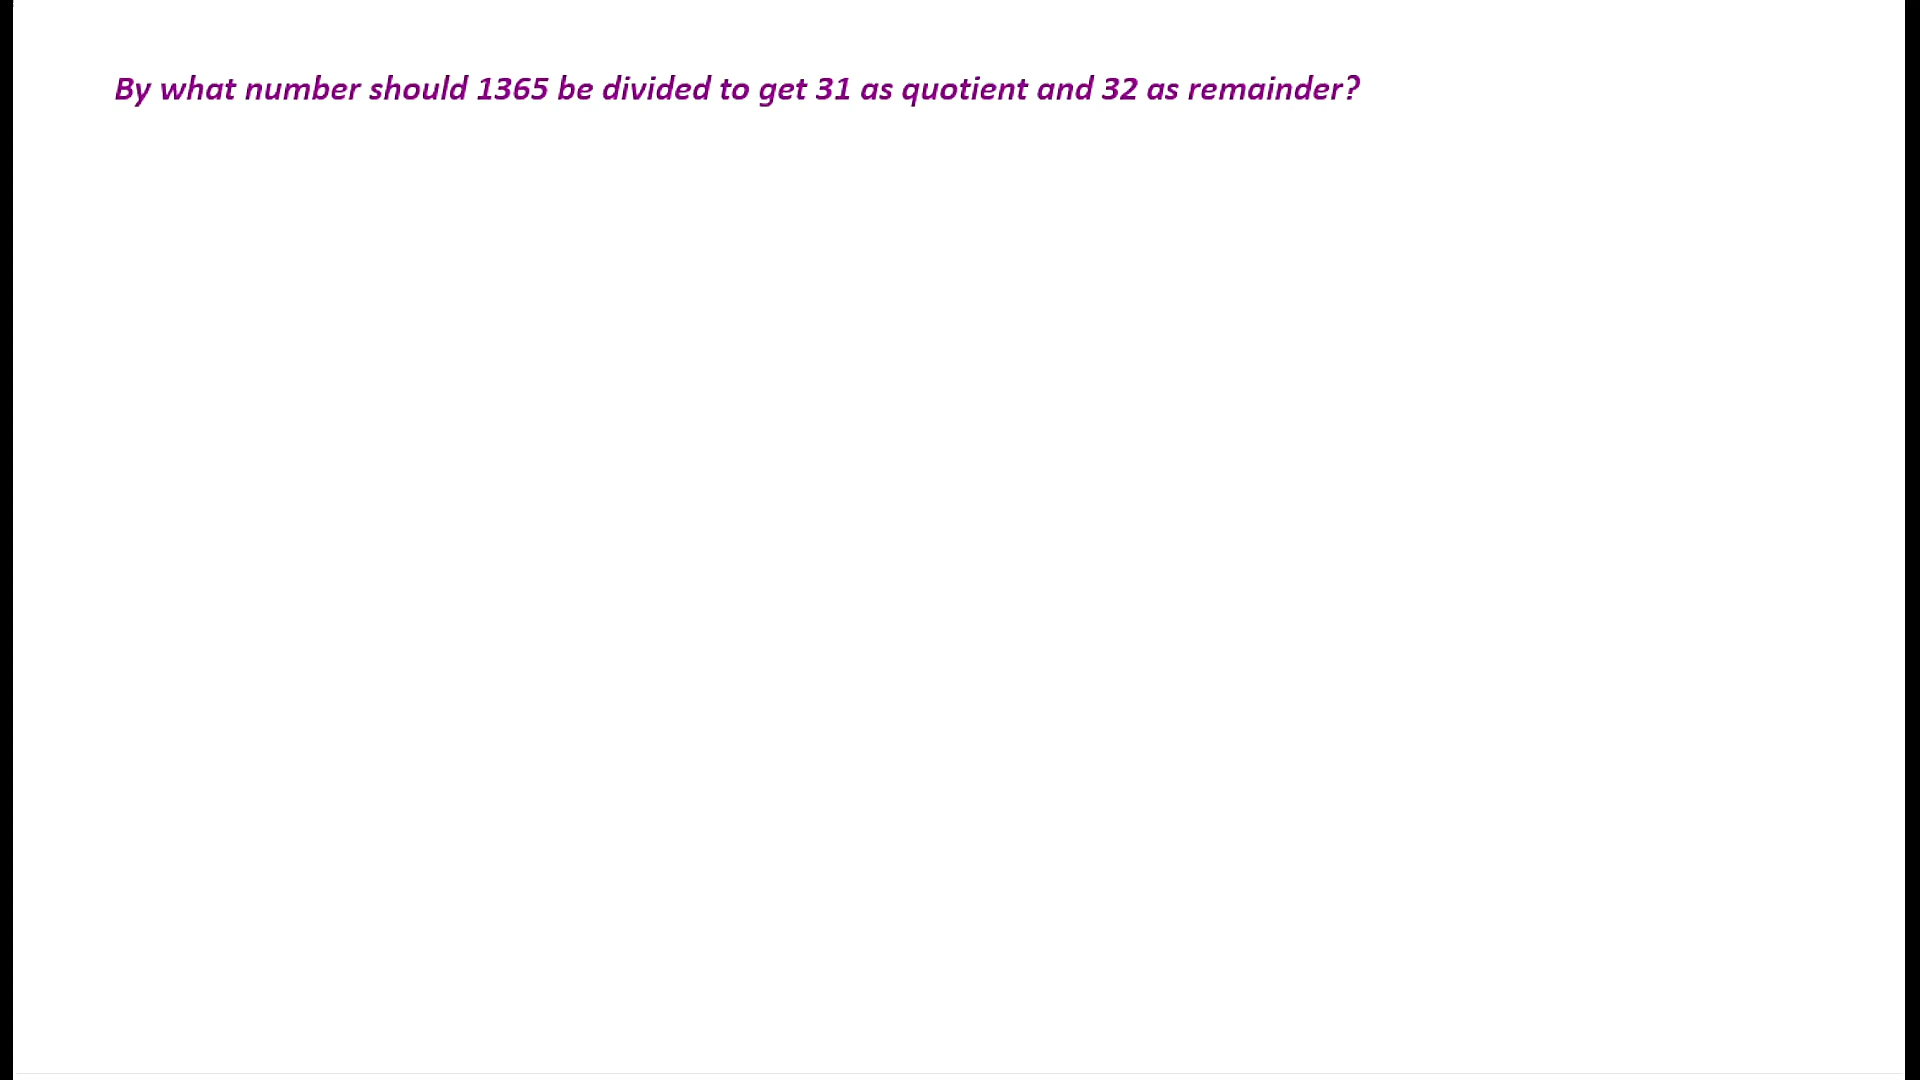 By what number should 1365 be divided to get 31 as quotient and 32 as remainder?